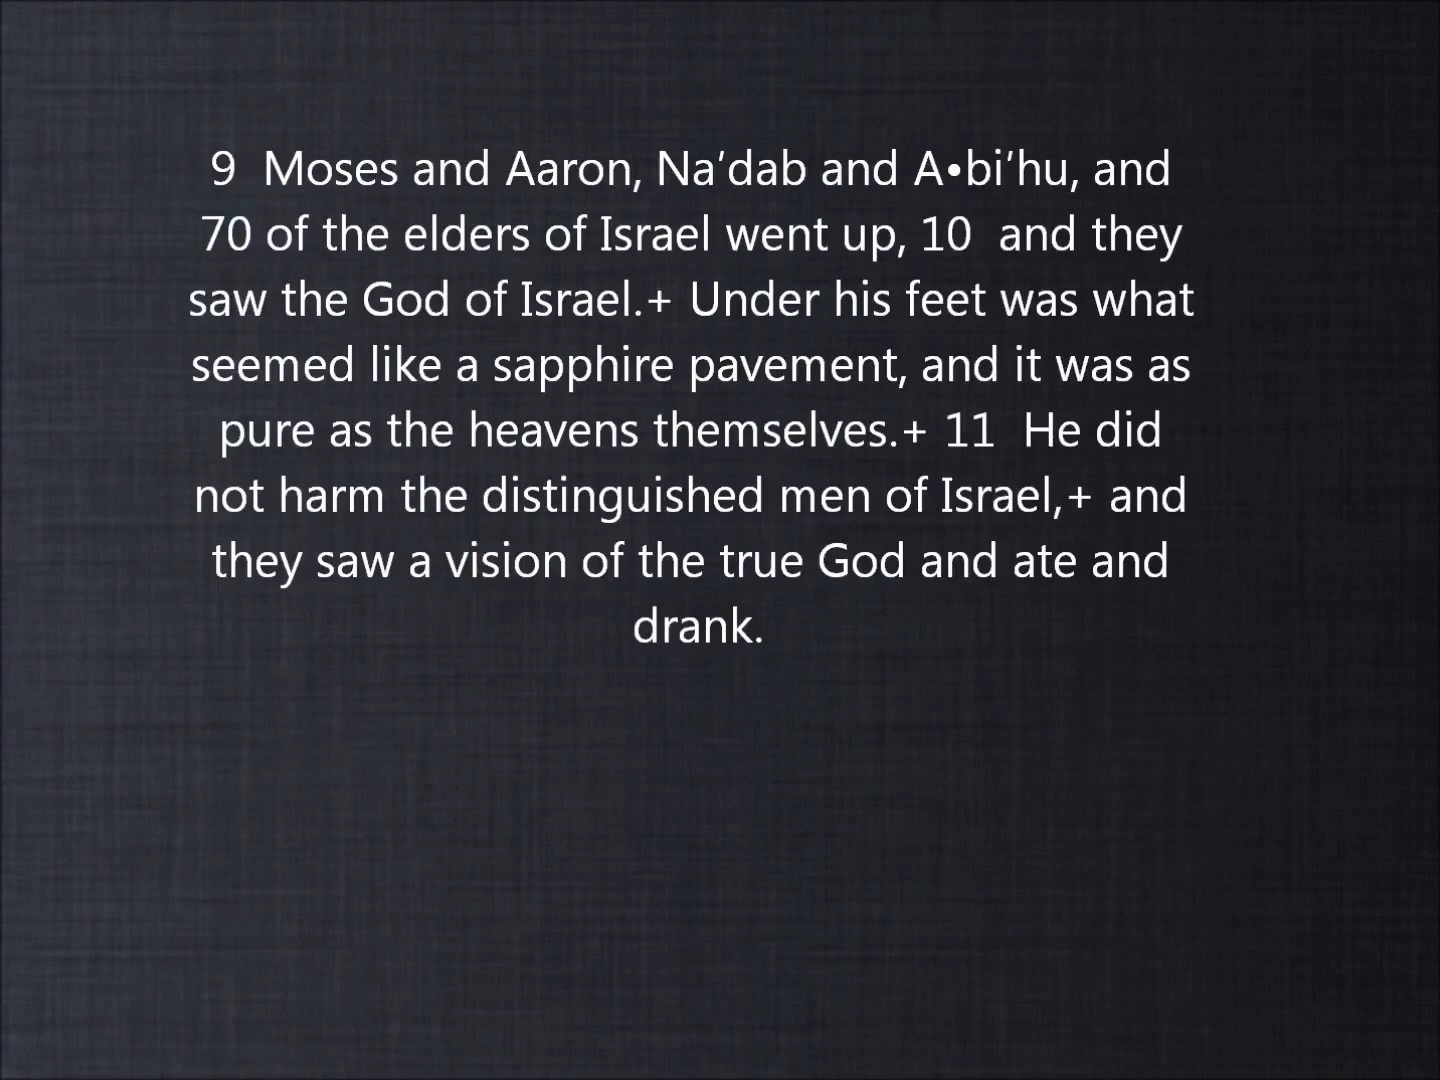 9  Moses and Aaron, Na′dab and A•bi′hu, and
70 of the elders of Israel went up, 10  and they
saw the God of Israel.+ Under his feet was what
seemed like a sapphire pavement, and it was as
pure as the heavens themselves.+ 11  He did
not harm the distinguished men of Israel,+ and
they saw a vision of the true God and ate and
drank.